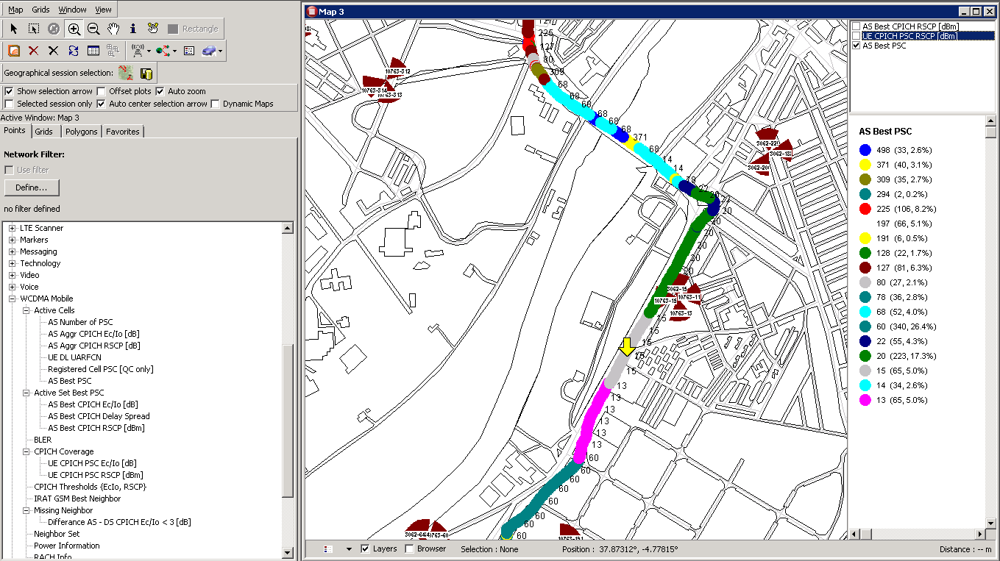 Map Grids Window View
Rectangle
Geographical session selection:
Show selection arrow Offset plots Auto zoom
Selected session only Auto center selection arrow Dynamic Maps
Active Window: Map 3
Points Grids Polygons Favorites
Network Filter:
Use filter
Define...
no filter defined
LTE Scanner
Markers
Messaging
Technology
Video
Voice
WCDMA Mobile
Active Cells
AS Number of PSC
AS Aggr CPICH Ec/Io [dB]
AS Aggr CPICH RSCP [dB]
UE DL UARFCN
Registered Cell PSC [QC only]
AS Best PSC
Active Set Best PSC
AS Best CPICH Ec/Io [dB]
AS Best CPICH Delay Spread
AS Best CPICH RSCP [dBm]
BLER
CPICH Coverage
UE CPICH PSC Ec/Io [dB]
UE CPICH PSC RSCP [dBm]
CPICH Thresholds {EcIo, RSCP}
IRAT GSM Best Neighbor
Missing Neighbor
Differance AS - DS CPICH Ec/Io < 3 [dB]
Neighbor Set
Power Information
RACH Info
Map 3
225
127
80
309
68
68
68
68
68
68
371
68
14
14
78
22
22
20
20
20
20
20
20
15
15
15
15
15
13
13
13
13
13
60
60
60
60
60
60
60
10763-312
10763-314
10763-313
3062-15
10763-11
10763-15
10763-13
AS Best CPICH RSCP [dBm]
UE CPICH PSC RSCP [dBm]
AS Best PSC
AS Best PSC
498 (33, 2.6%)
371 (40, 3.1%)
309 (35, 2.7%)
294 (2, 0.2%)
225 (106, 8.2%)
197 (66, 5.1%)
191 (6, 0.5%)
128 (22, 1.7%)
127 (81, 6.3%)
80 (27, 2.1%)
78 (36, 2.8%)
68 (52, 4.0%)
60 (340, 26.4%)
22 (55, 4.3%)
20 (223, 17.3%)
15 (65, 5.0%)
14 (34, 2.6%)
13 (65, 5.0%)
Layers Browser Selection : None Position : 37.87312°, -4.77815° Distance : -- m